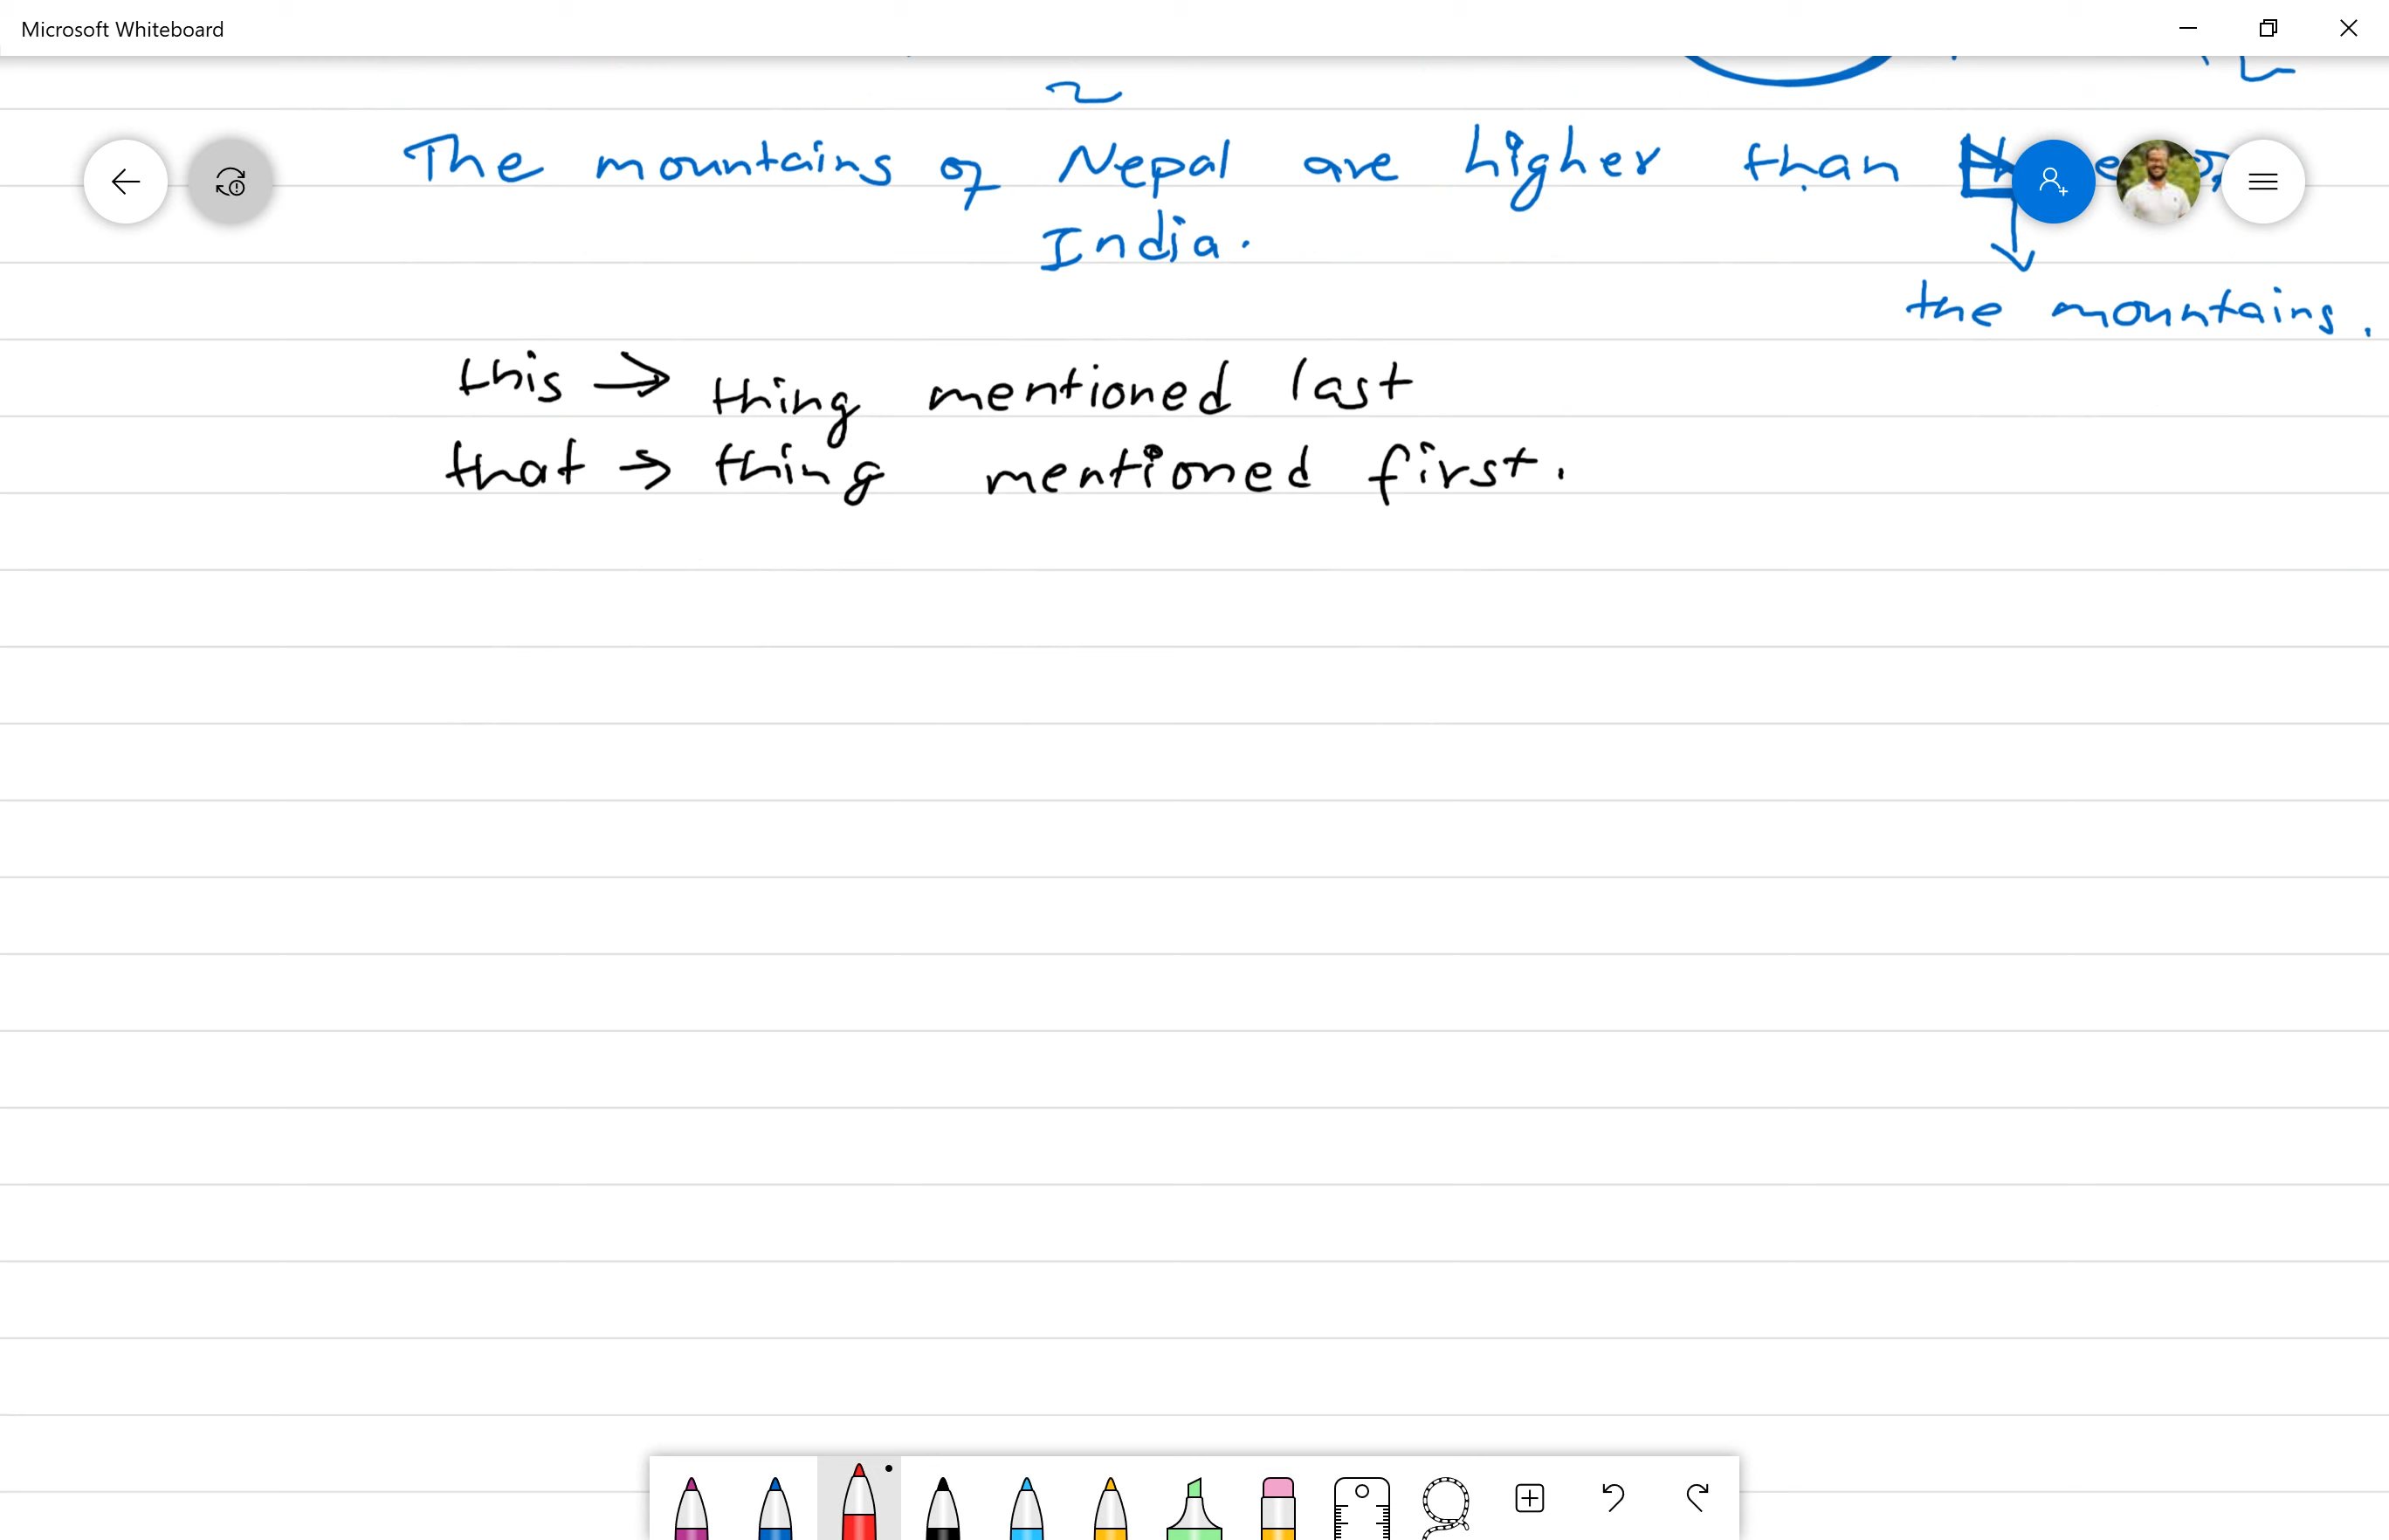 Microsoft Whiteboard
The mountains of Nepal are higher than
India.
the mountains.
this → thing mentioned last
that → thing mentioned first.